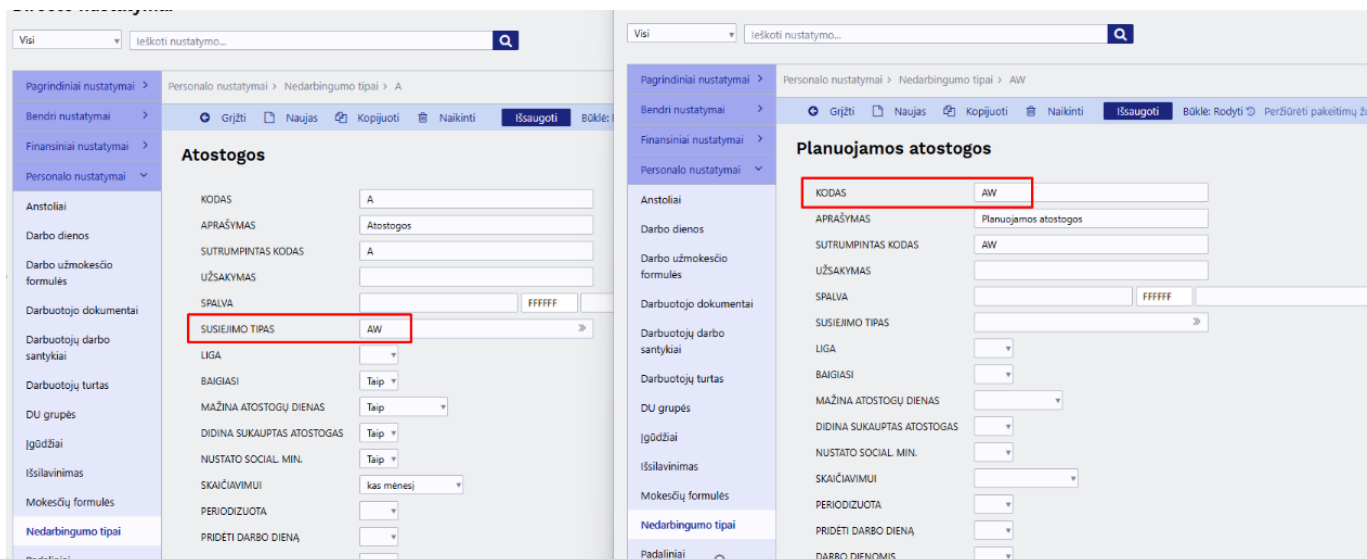 Visi
Ieškoti nustatymo...
Pagrindiniai nustatymai
Bendri nustatymai
Finansiniai nustatymai
Personalo nustatymai
Anstoliai
Darbo dienos
Darbo užmokesčio
formulės
Darbuotojo dokumentai
Darbuotojų darbo
santykiai
Darbuotojų turtas
DU grupės
Įgūdžiai
Išsilavinimas
Mokesčių formulės
Nedarbingumo tipai
Padaliniai
Personalo nustatymai > Nedarbingumo tipai > A
Grįžti Naujas Kopijuoti Naikinti Išsaugoti Būklė:
Atostogos
KODAS A
APRAŠYMAS Atostogos
SUTRUMPINTAS KODAS A
UŽSAKYMAS
SPALVA FFFFFF
SUSIEJIMO TIPAS AW
LIGA
BAIGIASI Taip
MAŽINA ATOSTOGŲ DIENAS Taip
DIDINA SUKAUPTAS ATOSTOGAS Taip
NUSTATO SOCIAL. MIN. Taip
SKAIČIAVIMUI kas mėnesį
PERIODIZUOTA
PRIDĖTI DARBO DIENĄ
Visi
Ieškoti nustatymo...
Pagrindiniai nustatymai
Bendri nustatymai
Finansiniai nustatymai
Personalo nustatymai
Anstoliai
Darbo dienos
Darbo užmokesčio
formulės
Darbuotojo dokumentai
Darbuotojų darbo
santykiai
Darbuotojų turtas
DU grupės
Įgūdžiai
Išsilavinimas
Mokesčių formulės
Nedarbingumo tipai
Padaliniai
Personalo nustatymai > Nedarbingumo tipai > AW
Grįžti Naujas Kopijuoti Naikinti Išsaugoti Būklė: Rodyti Peržiūrėti pakeitimų
Planuojamos atostogos
KODAS AW
APRAŠYMAS Planuojamos atostogos
SUTRUMPINTAS KODAS AW
UŽSAKYMAS
SPALVA FFFFFF
SUSIEJIMO TIPAS
LIGA
BAIGIASI
MAŽINA ATOSTOGŲ DIENAS
DIDINA SUKAUPTAS ATOSTOGAS
NUSTATO SOCIAL. MIN.
SKAIČIAVIMUI
PERIODIZUOTA
PRIDĖTI DARBO DIENĄ
DARBO DIENOMIS